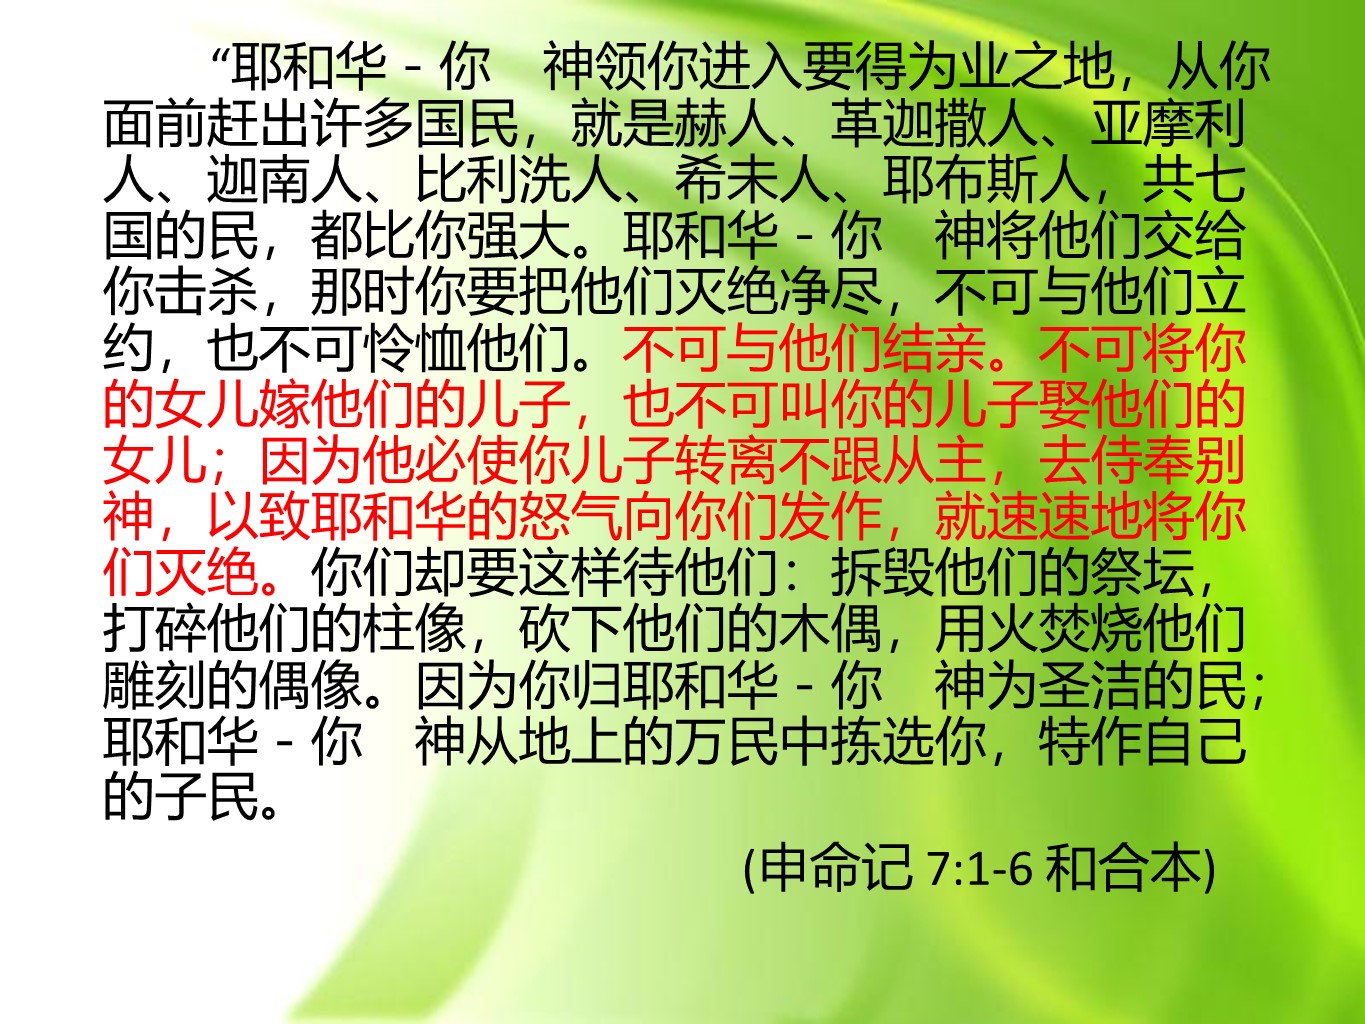 “耶和华－你　神领你进入要得为业之地，从你
面前赶出许多国民，就是赫人、革迦撒人、亚摩利
人、迦南人、比利洗人、希未人、耶布斯人，共七
国的民，都比你强大。耶和华－你　神将他们交给
你击杀，那时你要把他们灭绝净尽，不可与他们立
约，也不可怜恤他们。不可与他们结亲。不可将你
的女儿嫁他们的儿子，也不可叫你的儿子娶他们的
女儿；因为他必使你儿子转离不跟从主，去侍奉别
神，以致耶和华的怒气向你们发作，就速速地将你
们灭绝。你们却要这样待他们：拆毁他们的祭坛，
打碎他们的柱像，砍下他们的木偶，用火焚烧他们
雕刻的偶像。因为你归耶和华－你　神为圣洁的民；
耶和华－你　神从地上的万民中拣选你，特作自己
的子民。
(申命记 7:1-6 和合本)